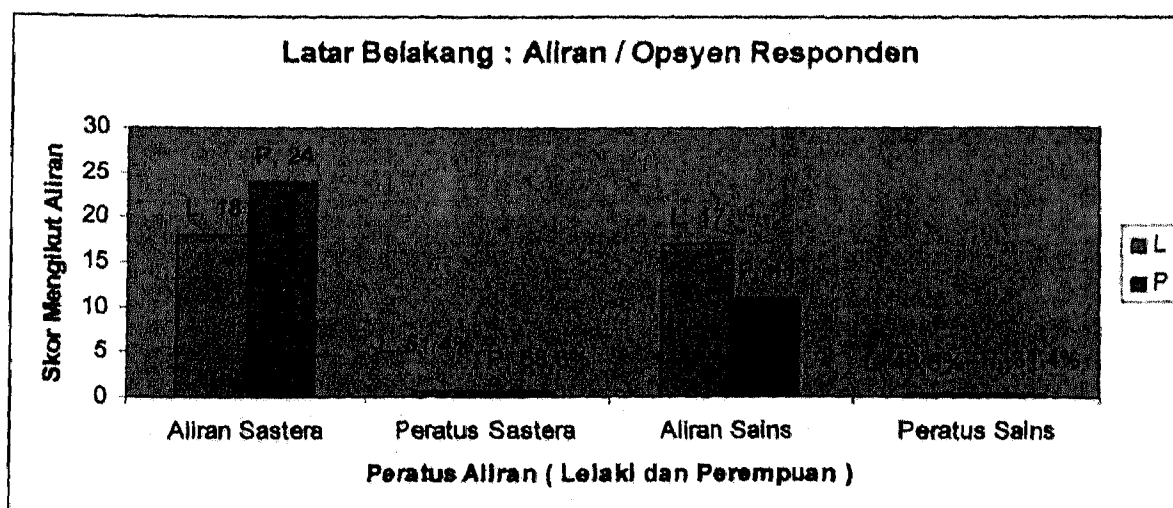 Latar Belakang : Aliran / Opsyen Responden
Skor Mengikut Aliran
30
25
20
15
10
5
0
P, 24
L, 18
L, 17
L
P
Aliran Sastera
Peratus Sastera
Aliran Sains
Peratus Sains
Peratus Aliran ( Lelaki dan Perempuan )